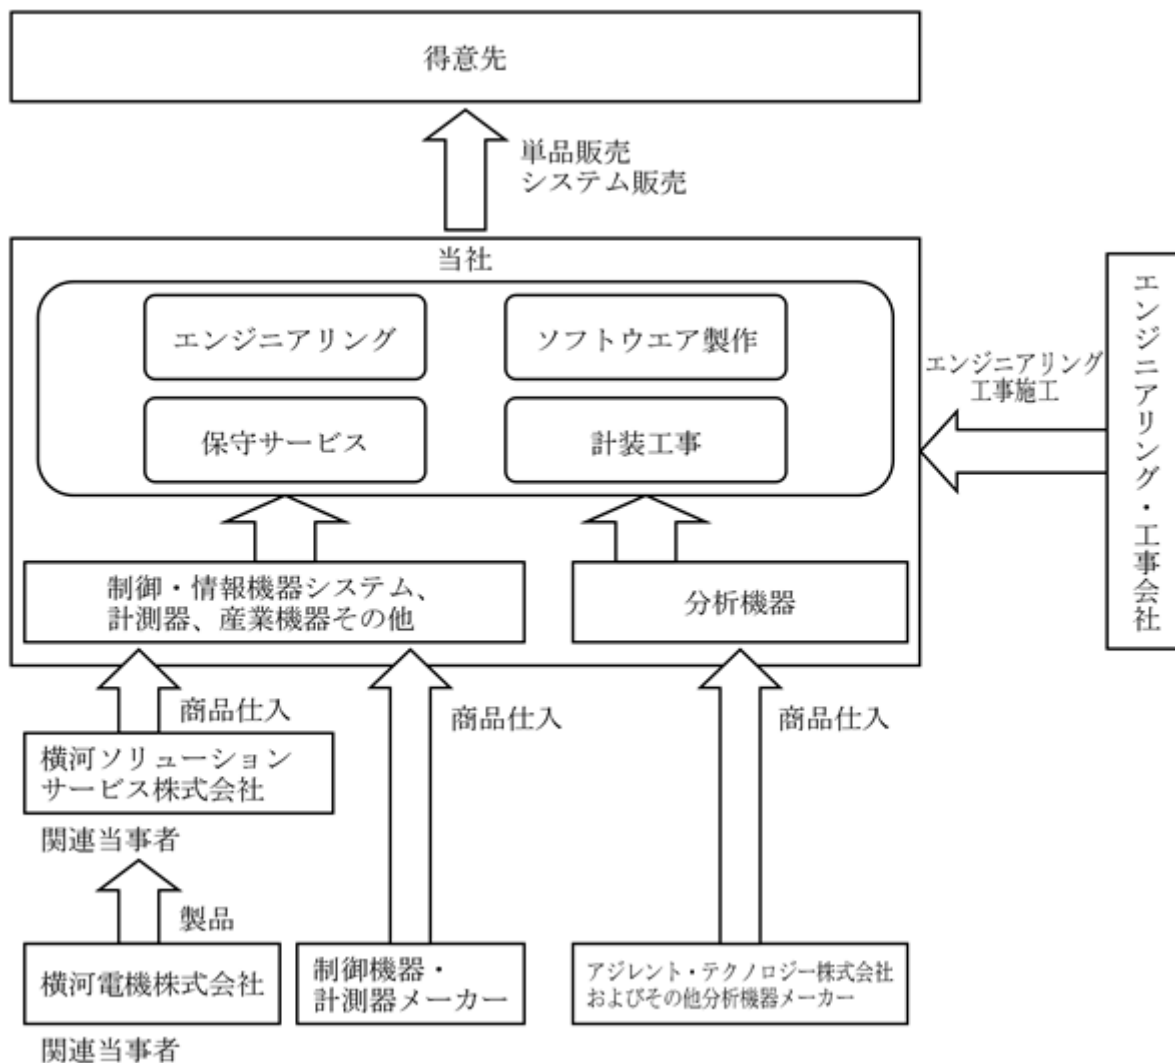 得意先
単品販売
システム販売
当社
エンジニアリング
ソフトウエア製作
保守サービス
計装工事
エンジニアリング
工事施工
エンジニアリング・工事会社
制御・情報機器システム、
計測器、産業機器その他
分析機器
商品仕入
商品仕入
商品仕入
横河ソリューション
サービス株式会社
関連当事者
製品
横河電機株式会社
制御機器・
計測器メーカー
アジレント・テクノロジー株式会社
およびその他分析機器メーカー
関連当事者